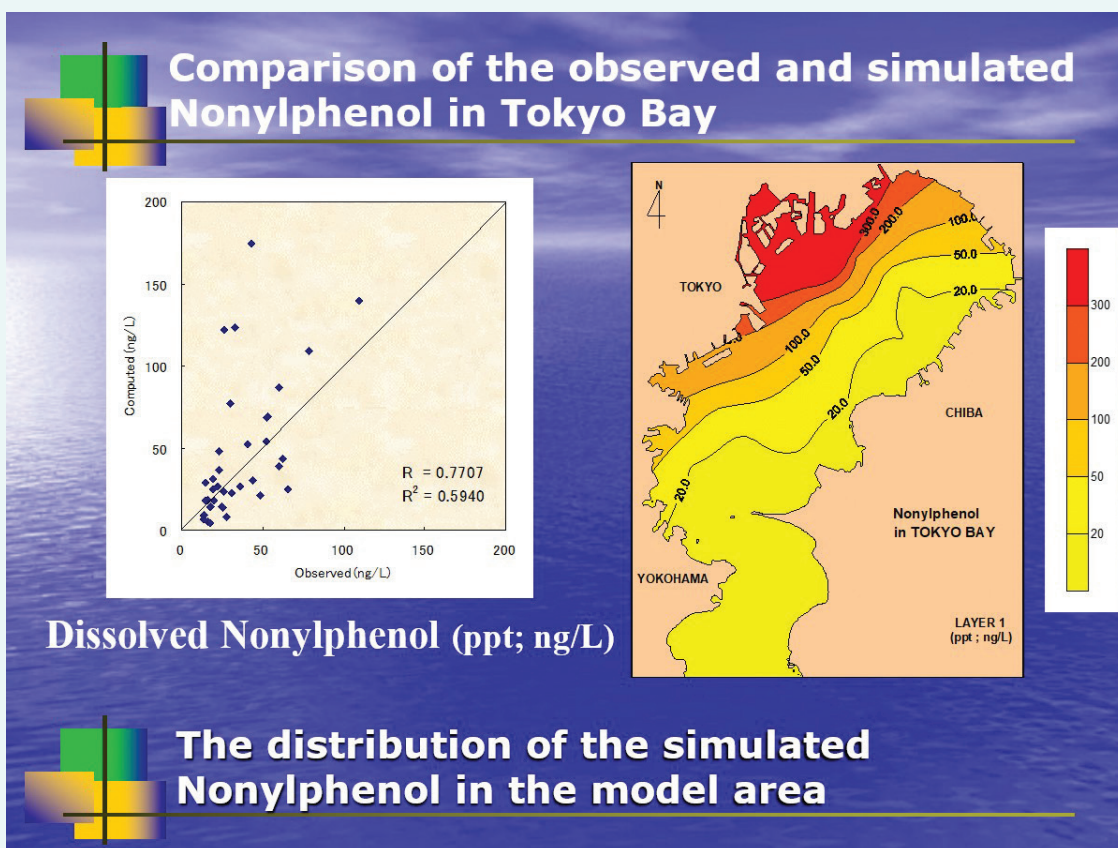 Comparison of the observed and simulated
Nonylphenol in Tokyo Bay
200
150
100
50
0
0
50
100
150
200
Computed(ng/L)
Observed(ng/L)
R = 0.7707
R² = 0.5940
N
TOKYO
CHIBA
YOKOHAMA
300.0
200.0
100.0
50.0
20.0
100.0
50.0
20.0
20.0
Nonylphenol
in TOKYO BAY
LAYER 1
(ppt ; ng/L)
300
200
100
50
20
Dissolved Nonylphenol (ppt; ng/L)
The distribution of the simulated
Nonylphenol in the model area